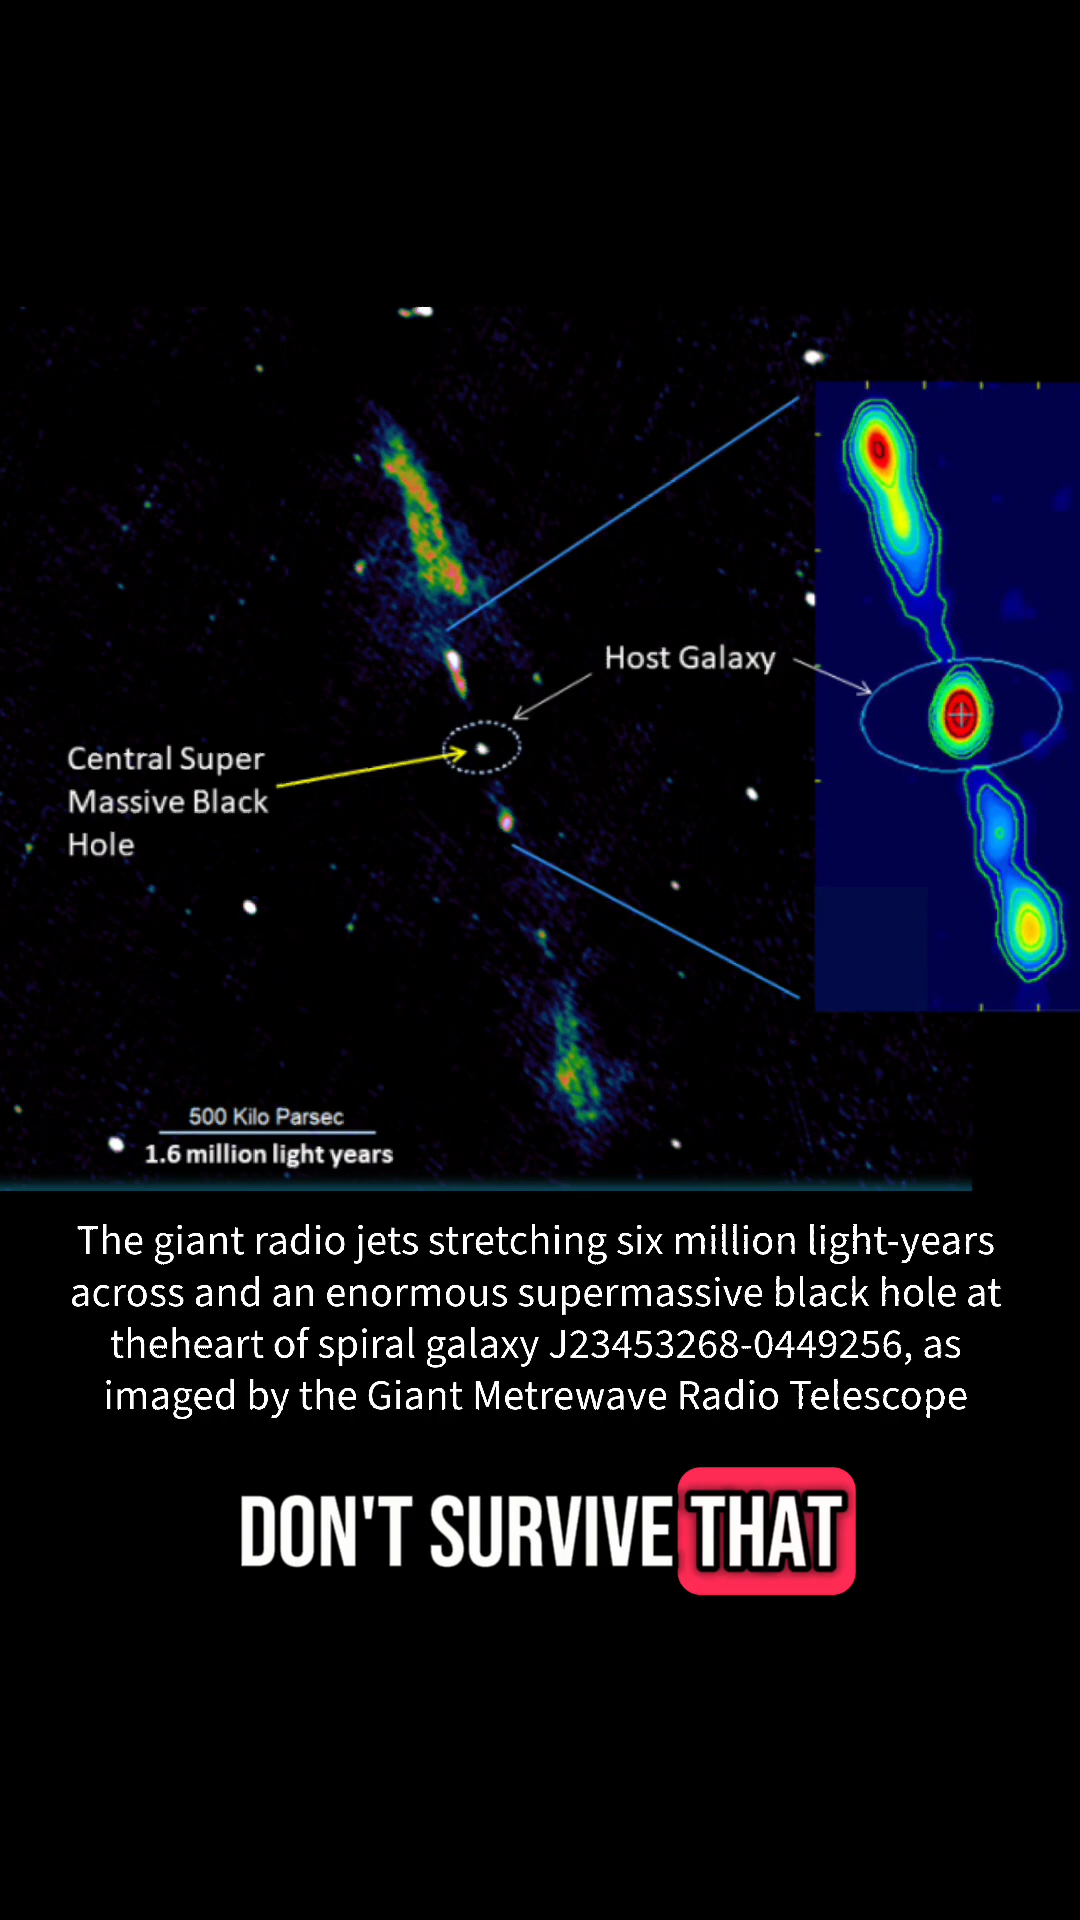 Host Galaxy
Central Super
Massive Black
Hole
500 Kilo Parsec
1.6 million light years
The giant radio jets stretching six million light-years
across and an enormous supermassive black hole at
theheart of spiral galaxy J23453268-0449256, as
imaged by the Giant Metrewave Radio Telescope
DON'T SURVIVE THAT